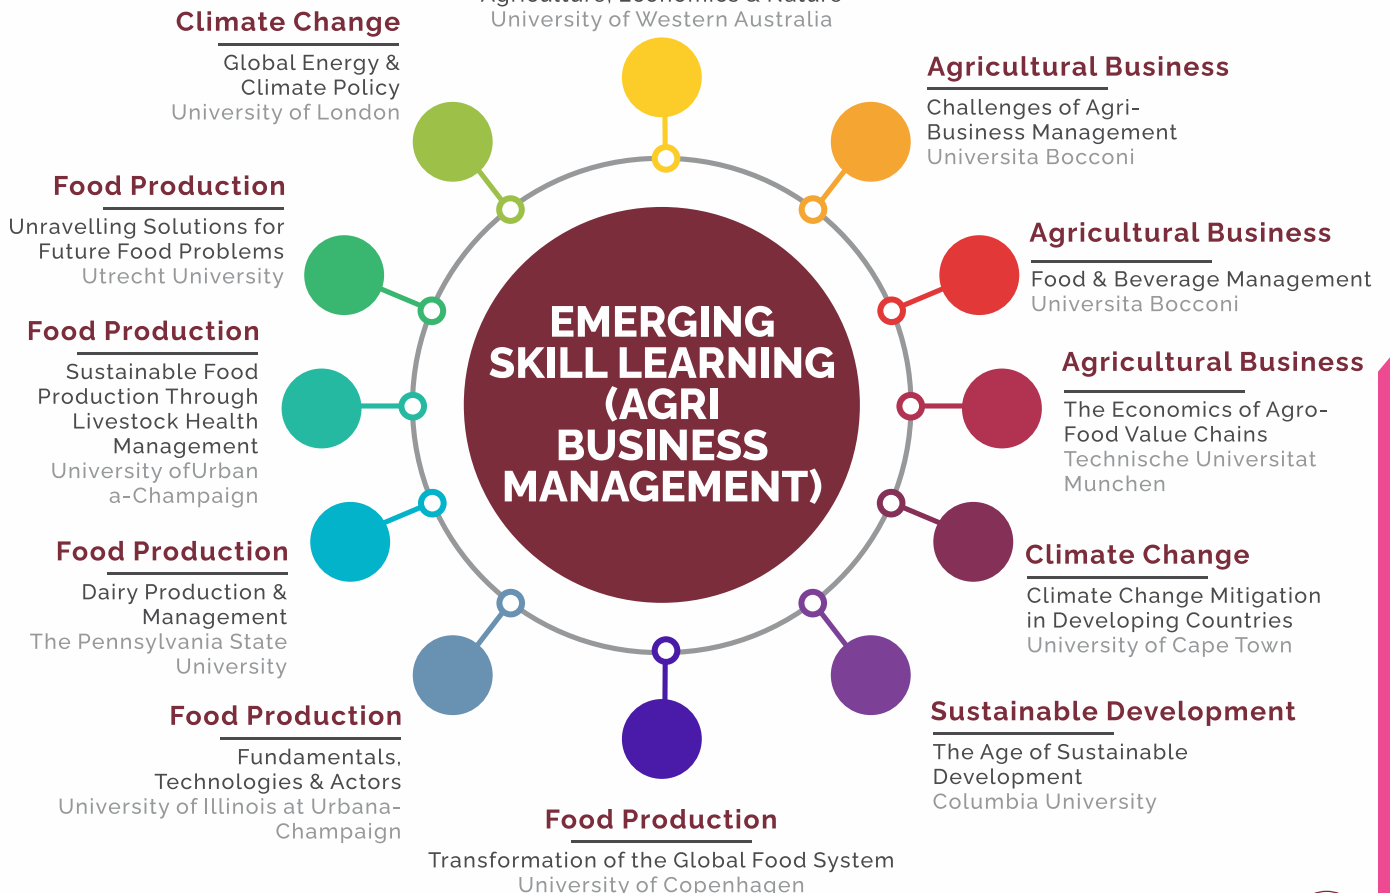 Agriculture, Economics & Nature
University of Western Australia
Climate Change
Global Energy &
Climate Policy
University of London
Agricultural Business
Challenges of Agri-
Business Management
Universita Bocconi
Food Production
Unravelling Solutions for
Future Food Problems
Utrecht University
Agricultural Business
Food & Beverage Management
Universita Bocconi
EMERGING
SKILL LEARNING
(AGRI
BUSINESS
MANAGEMENT)
Food Production
Sustainable Food
Production Through
Livestock Health
Management
University ofUrban
a-Champaign
Agricultural Business
The Economics of Agro-
Food Value Chains
Technische Universitat
Munchen
Food Production
Dairy Production &
Management
The Pennsylvania State
University
Climate Change
Climate Change Mitigation
in Developing Countries
University of Cape Town
Food Production
Fundamentals,
Technologies & Actors
University of Illinois at Urbana-
Champaign
Sustainable Development
The Age of Sustainable
Development
Columbia University
Food Production
Transformation of the Global Food System
University of Copenhagen